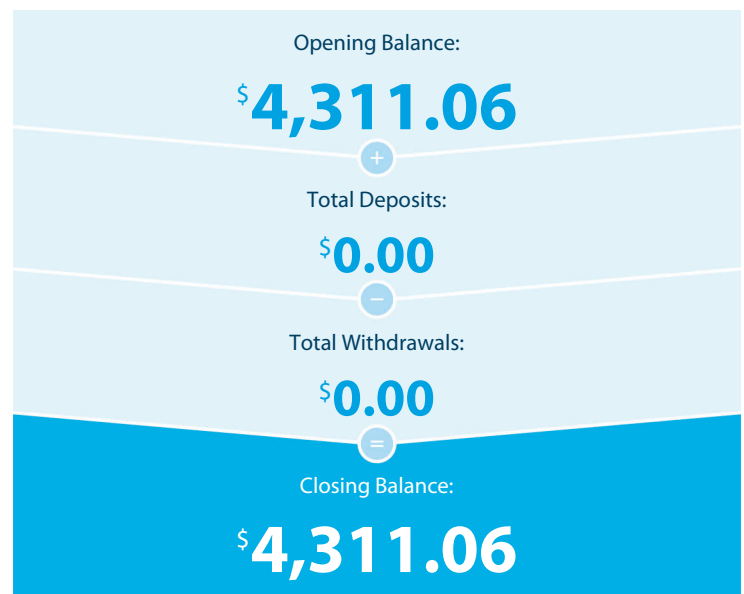 Opening Balance:
$4,311.06
+
Total Deposits:
$0.00
−
Total Withdrawals:
$0.00
=
Closing Balance:
$4,311.06